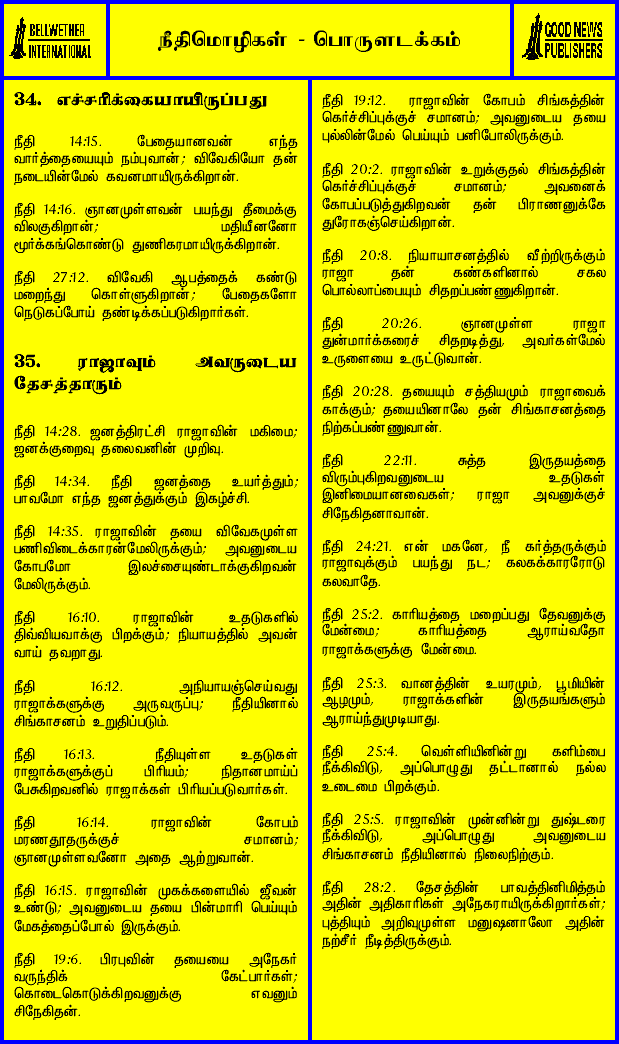 BELLWETHER
INTERNATIONAL
நீதிமொழிகள் - பொருளடக்கம்
GOOD NEWS
PUBLISHERS
34. எச்சரிக்கையாயிருப்பது
நீதி 14:15. பேதையானவன் எந்த
வார்த்தையையும் நம்புவான்; விவேகியோ தன்
நடையின்மேல் கவனமாயிருக்கிறான்.
நீதி 14:16. ஞானமுள்ளவன் பயந்து தீமைக்கு
விலகுகிறான்; மதியீனனோ
மூர்க்கங்கொண்டு துணிகரமாயிருக்கிறான்.
நீதி 27:12. விவேகி ஆபத்தைக் கண்டு
மறைந்து கொள்ளுகிறான்; பேதைகளோ
நெடுகப்போய் தண்டிக்கப்படுகிறார்கள்.
35. ராஜாவும் அவருடைய
தேசத்தாரும்
நீதி 14:28. ஜனத்திரட்சி ராஜாவின் மகிமை;
ஜனக்குறைவு தலைவனின் முறிவு.
நீதி 14:34. நீதி ஜனத்தை உயர்த்தும்;
பாவமோ எந்த ஜனத்துக்கும் இகழ்ச்சி.
நீதி 14:35. ராஜாவின் தயை விவேகமுள்ள
பணிவிடைக்காரன்மேலிருக்கும்; அவனுடைய
கோபமோ இலச்சையுண்டாக்குகிறவன்
மேலிருக்கும்.
நீதி 16:10. ராஜாவின் உதடுகளில்
திவ்வியவாக்கு பிறக்கும்; நியாயத்தில் அவன்
வாய் தவறாது.
நீதி 16:12. அநியாயஞ்செய்வது
ராஜாக்களுக்கு அருவருப்பு; நீதியினால்
சிங்காசனம் உறுதிப்படும்.
நீதி 16:13. நீதியுள்ள உதடுகள்
ராஜாக்களுக்குப் பிரியம்; நிதானமாய்ப்
பேசுகிறவனில் ராஜாக்கள் பிரியப்படுவார்கள்.
நீதி 16:14. ராஜாவின் கோபம்
மரணதூதருக்குச் சமானம்;
ஞானமுள்ளவனோ அதை ஆற்றுவான்.
நீதி 16:15. ராஜாவின் முகக்களையில் ஜீவன்
உண்டு; அவனுடைய தயை பின்மாரி பெய்யும்
மேகத்தைப்போல் இருக்கும்.
நீதி 19:6. பிரபுவின் தயையை அநேகர்
வருந்திக் கேட்பார்கள்;
கொடைகொடுக்கிறவனுக்கு எவனும்
சிநேகிதன்.
நீதி 19:12. ராஜாவின் கோபம் சிங்கத்தின்
கெர்ச்சிப்புக்குச் சமானம்; அவனுடைய தயை
புல்லின்மேல் பெய்யும் பனிபோலிருக்கும்.
நீதி 20:2. ராஜாவின் உறுக்குதல் சிங்கத்தின்
கெர்ச்சிப்புக்குச் சமானம்; அவனைக்
கோபப்படுத்துகிறவன் தன் பிராணனுக்கே
துரோகஞ்செய்கிறான்.
நீதி 20:8. நியாயாசனத்தில் வீற்றிருக்கும்
ராஜா தன் கண்களினால் சகல
பொல்லாப்பையும் சிதறப்பண்ணுகிறான்.
நீதி 20:26. ஞானமுள்ள ராஜா
துன்மார்க்கரைச் சிதறடித்து, அவர்கள்மேல்
உருளையை உருட்டுவான்.
நீதி 20:28. தயையும் சத்தியமும் ராஜாவைக்
காக்கும்; தயையினாலே தன் சிங்காசனத்தை
நிற்கப்பண்ணுவான்.
நீதி 22:11. சுத்த இருதயத்தை
விரும்புகிறவனுடைய உதடுகள்
இனிமையானவைகள்; ராஜா அவனுக்குச்
சிநேகிதனாவான்.
நீதி 24:21. என் மகனே, நீ கர்த்தருக்கும்
ராஜாவுக்கும் பயந்து நட; கலகக்காரரோடு
கலவாதே.
நீதி 25:2. காரியத்தை மறைப்பது தேவனுக்கு
மேன்மை; காரியத்தை ஆராய்வதோ
ராஜாக்களுக்கு மேன்மை.
நீதி 25:3. வானத்தின் உயரமும், பூமியின்
ஆழமும், ராஜாக்களின் இருதயங்களும்
ஆராய்ந்துமுடியாது.
நீதி 25:4. வெள்ளியினின்று களிம்பை
நீக்கிவிடு, அப்பொழுது தட்டானால் நல்ல
உடைமை பிறக்கும்.
நீதி 25:5. ராஜாவின் முன்னின்று துஷ்டரை
நீக்கிவிடு, அப்பொழுது அவனுடைய
சிங்காசனம் நீதியினால் நிலைநிற்கும்.
நீதி 28:2. தேசத்தின் பாவத்தினிமித்தம்
அதின் அதிகாரிகள் அநேகராயிருக்கிறார்கள்;
புத்தியும் அறிவுமுள்ள மனுஷனாலோ அதின்
நற்சீர் நீடித்திருக்கும்.